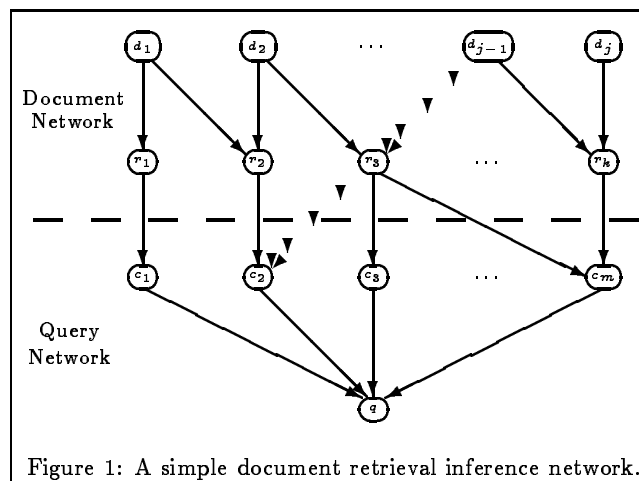 d1 d2 ... dj−1 dj
Document
Network
r1 r2 r3 ... rk
c1 c2 c3 ... cm
Query
Network
q
Figure 1: A simple document retrieval inference network.